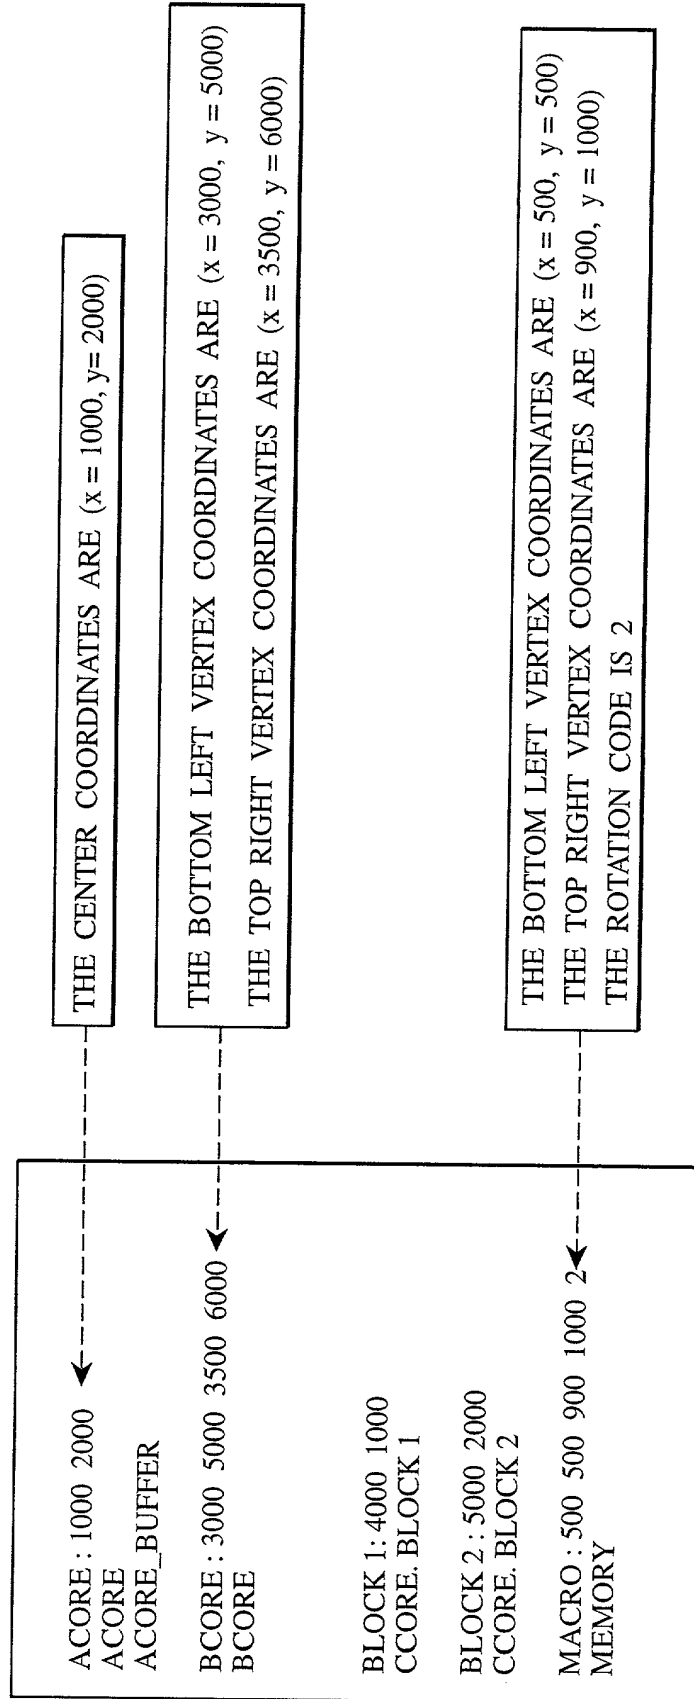 ACORE : 1000 2000
ACORE
ACORE_BUFFER
BCORE : 3000 5000 3500 6000
BCORE
BLOCK 1: 4000 1000
CCORE. BLOCK 1
BLOCK 2 : 5000 2000
CCORE. BLOCK 2
MACRO : 500 500 900 1000 2
MEMORY
THE CENTER COORDINATES ARE (x = 1000, y= 2000)
THE BOTTOM LEFT VERTEX COORDINATES ARE (x = 3000, y = 5000)
THE TOP RIGHT VERTEX COORDINATES ARE (x = 3500, y = 6000)
THE BOTTOM LEFT VERTEX COORDINATES ARE (x = 500, y = 500)
THE TOP RIGHT VERTEX COORDINATES ARE (x = 900, y = 1000)
THE ROTATION CODE IS 2